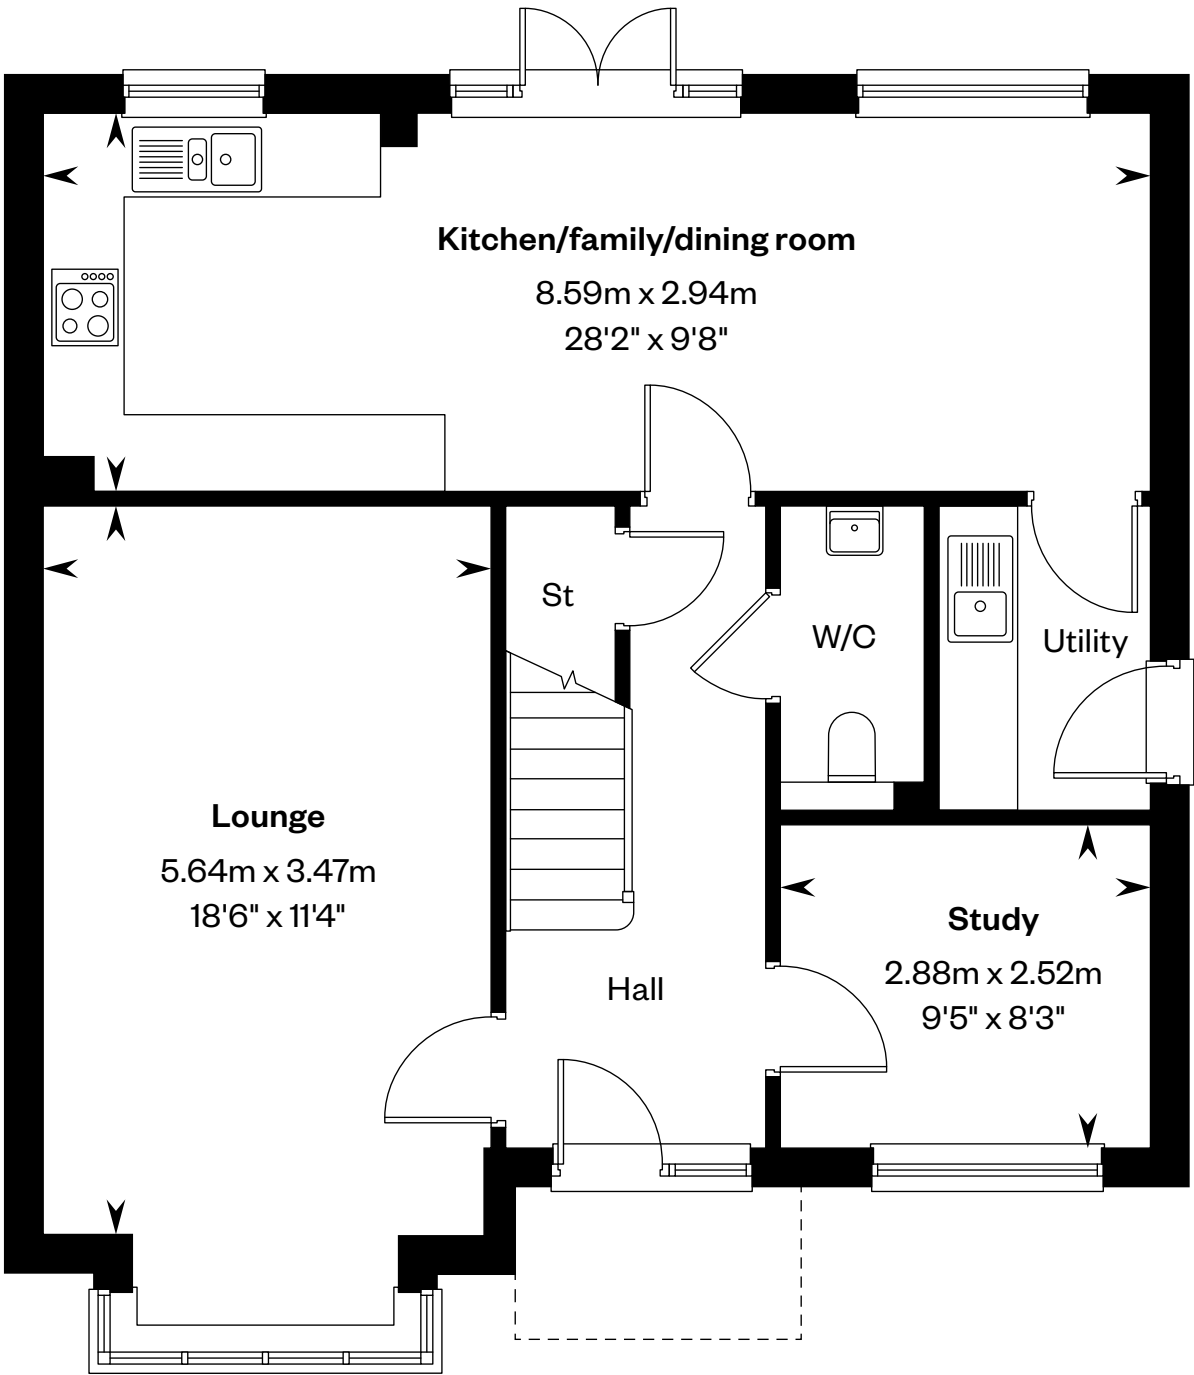 Kitchen/family/dining room
8.59m x 2.94m
28'2" x 9'8"
St
W/C
Utility
Lounge
5.64m x 3.47m
18'6" x 11'4"
Study
2.88m x 2.52m
9'5" x 8'3"
Hall